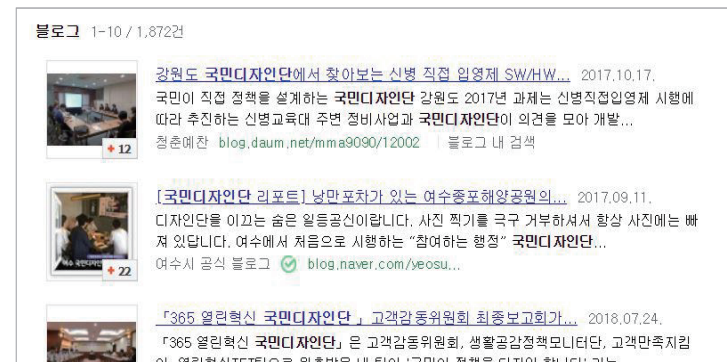 블로그 1-10 / 1,872건
강원도 국민디자인단에서 찾아보는 신병 직접 입영제 SW/HW... 2017.10.17.
국민이 직접 정책을 설계하는 국민디자인단 강원도 2017년 과제는 신병직접입영제 시행에
따라 추진하는 신병교육대 주변 정비사업과 국민디자인단이 의견을 모아 개발...
+ 12
청춘예찬 blog.daum.net/mma9090/12002 블로그 내 검색
[국민디자인단 리포트] 낭만포차가 있는 여수종포해양공원의... 2017.09.11.
디자인단을 이끄는 숨은 일등공신이랍니다. 사진 찍기를 극구 거부하셔서 항상 사진에는 빠
져 있답니다. 여수에서 처음으로 시행하는 “참여하는 행정” 국민디자인단...
+ 22
여수시 공식 블로그 blog.naver.com/yeosu...
「365 열린혁신 국민디자인단 」 고객감동위원회 최종보고회가... 2018.07.24.
「365 열린혁신 국민디자인단」은 고객감동위원회, 생활공감정책모니터단, 고객만족지킴